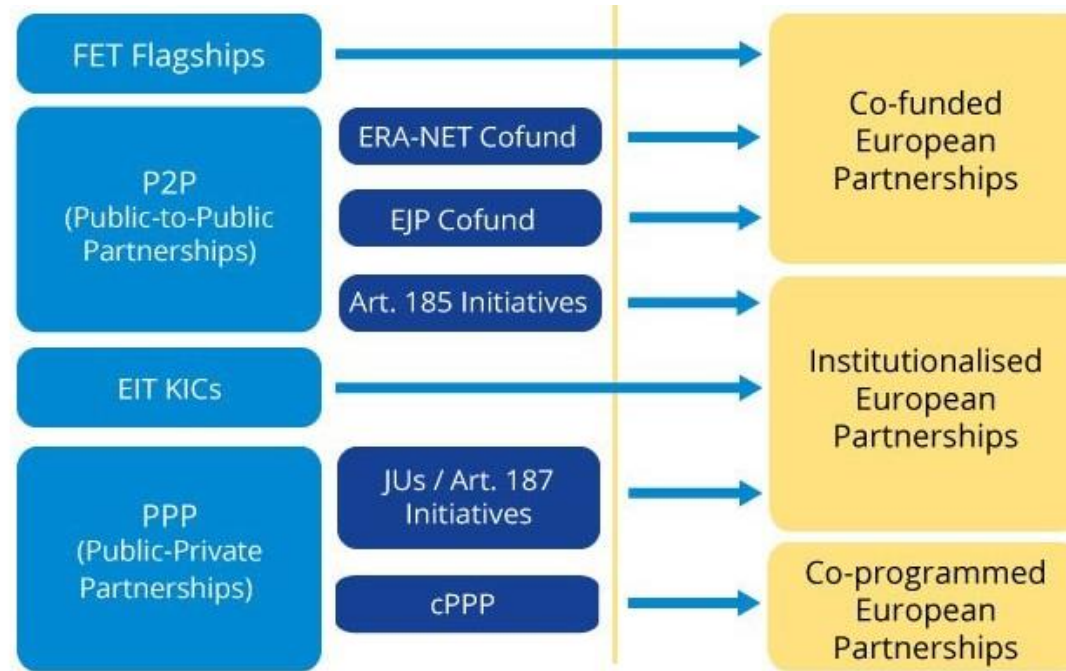 FET Flagships
P2P
(Public-to-Public
Partnerships)
ERA-NET Cofund
EJP Cofund
Art. 185 Initiatives
EIT KICs
PPP
(Public-Private
Partnerships)
JUs / Art. 187
Initiatives
cPPP
Co-funded
European
Partnerships
Institutionalised
European
Partnerships
Co-programmed
European
Partnerships